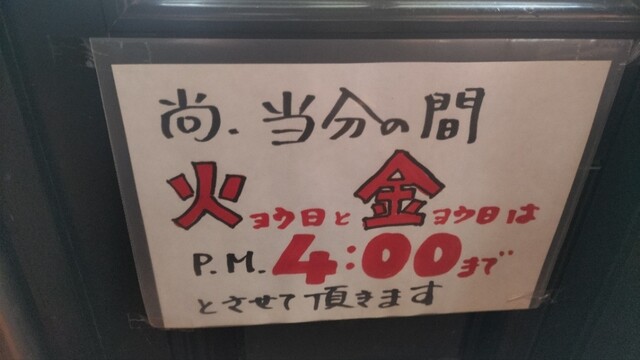 尚.当分の間
火ヨウ日と金ヨウ日は
P.M.4:00まで
とさせて頂きます